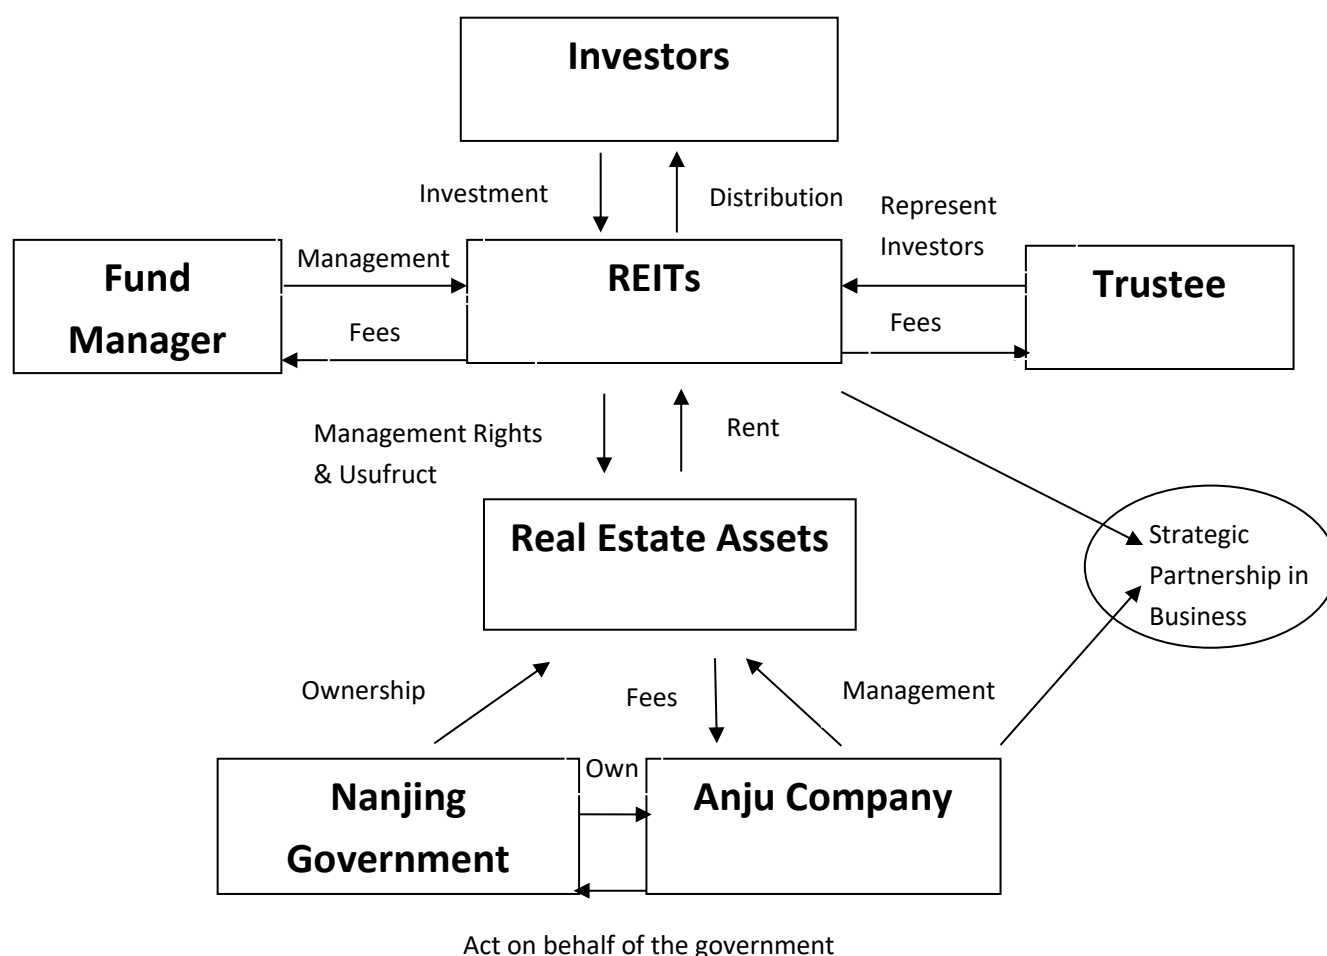 Investors
Investment
Distribution
Represent
Investors
Fund
Manager
Management
Fees
REITs
Fees
Trustee
Management Rights
& Usufruct
Rent
Real Estate Assets
Strategic
Partnership in
Business
Ownership
Fees
Management
Nanjing
Government
Own
Anju Company
Act on behalf of the government